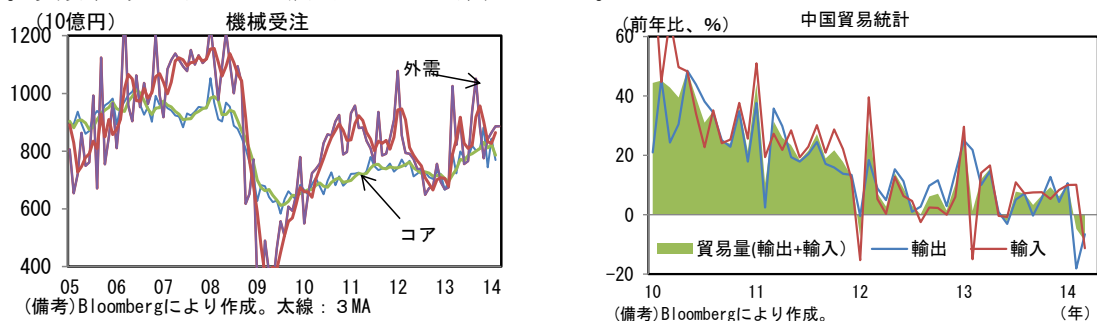 (10億円)
機械受注
1200
1000
800
600
400
外需
コア
05 06 07 08 09 10 11 12 13 14
(備考)Bloombergにより作成。太線：３MA
(前年比、%)
中国貿易統計
60
40
20
0
-20
貿易量(輸出+輸入)
輸出
輸入
10 11 12 13 14
(備考)Bloombergにより作成。
(年)